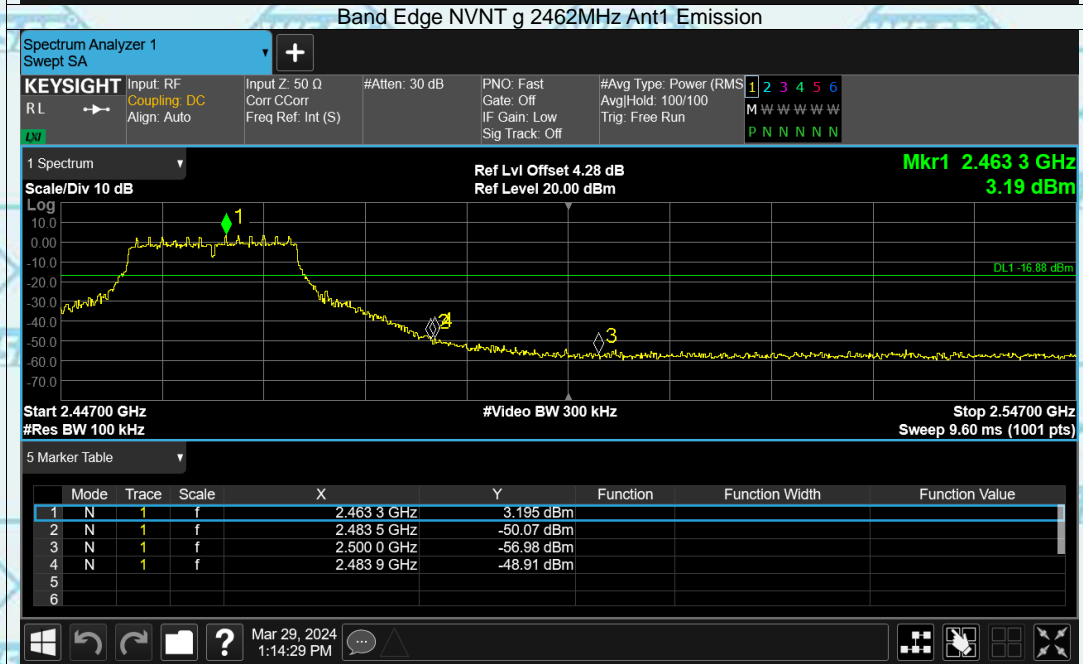 Band Edge NVNT g 2462MHz Ant1 Emission
Spectrum Analyzer 1
Swept SA
+
KEYSIGHT Input: RF Input Z: 50 Ω #Atten: 30 dB PNO: Fast #Avg Type: Power (RMS 1 2 3 4 5 6
RL Coupling: DC Corr CCorr Gate: Off Avg|Hold: 100/100 M W W W W W
Align: Auto Freq Ref: Int (S) IF Gain: Low Trig: Free Run
LXI Sig Track: Off P N N N N N
1 Spectrum Ref Lvl Offset 4.28 dB Mkr1 2.463 3 GHz
Scale/Div 10 dB Ref Level 20.00 dBm 3.19 dBm
Log
10.0 1
0.00
-10.0
DL1 -16.88 dBm
-20.0
-30.0
-40.0 2 4
-50.0 3
-60.0
-70.0
Start 2.44700 GHz #Video BW 300 kHz Stop 2.54700 GHz
#Res BW 100 kHz Sweep 9.60 ms (1001 pts)
5 Marker Table
Mode Trace Scale X Y Function Function Width Function Value
1 N 1 f 2.463 3 GHz 3.195 dBm
2 N 1 f 2.483 5 GHz -50.07 dBm
3 N 1 f 2.500 0 GHz -56.98 dBm
4 N 1 f 2.483 9 GHz -48.91 dBm
5
6
? Mar 29, 2024
1:14:29 PM